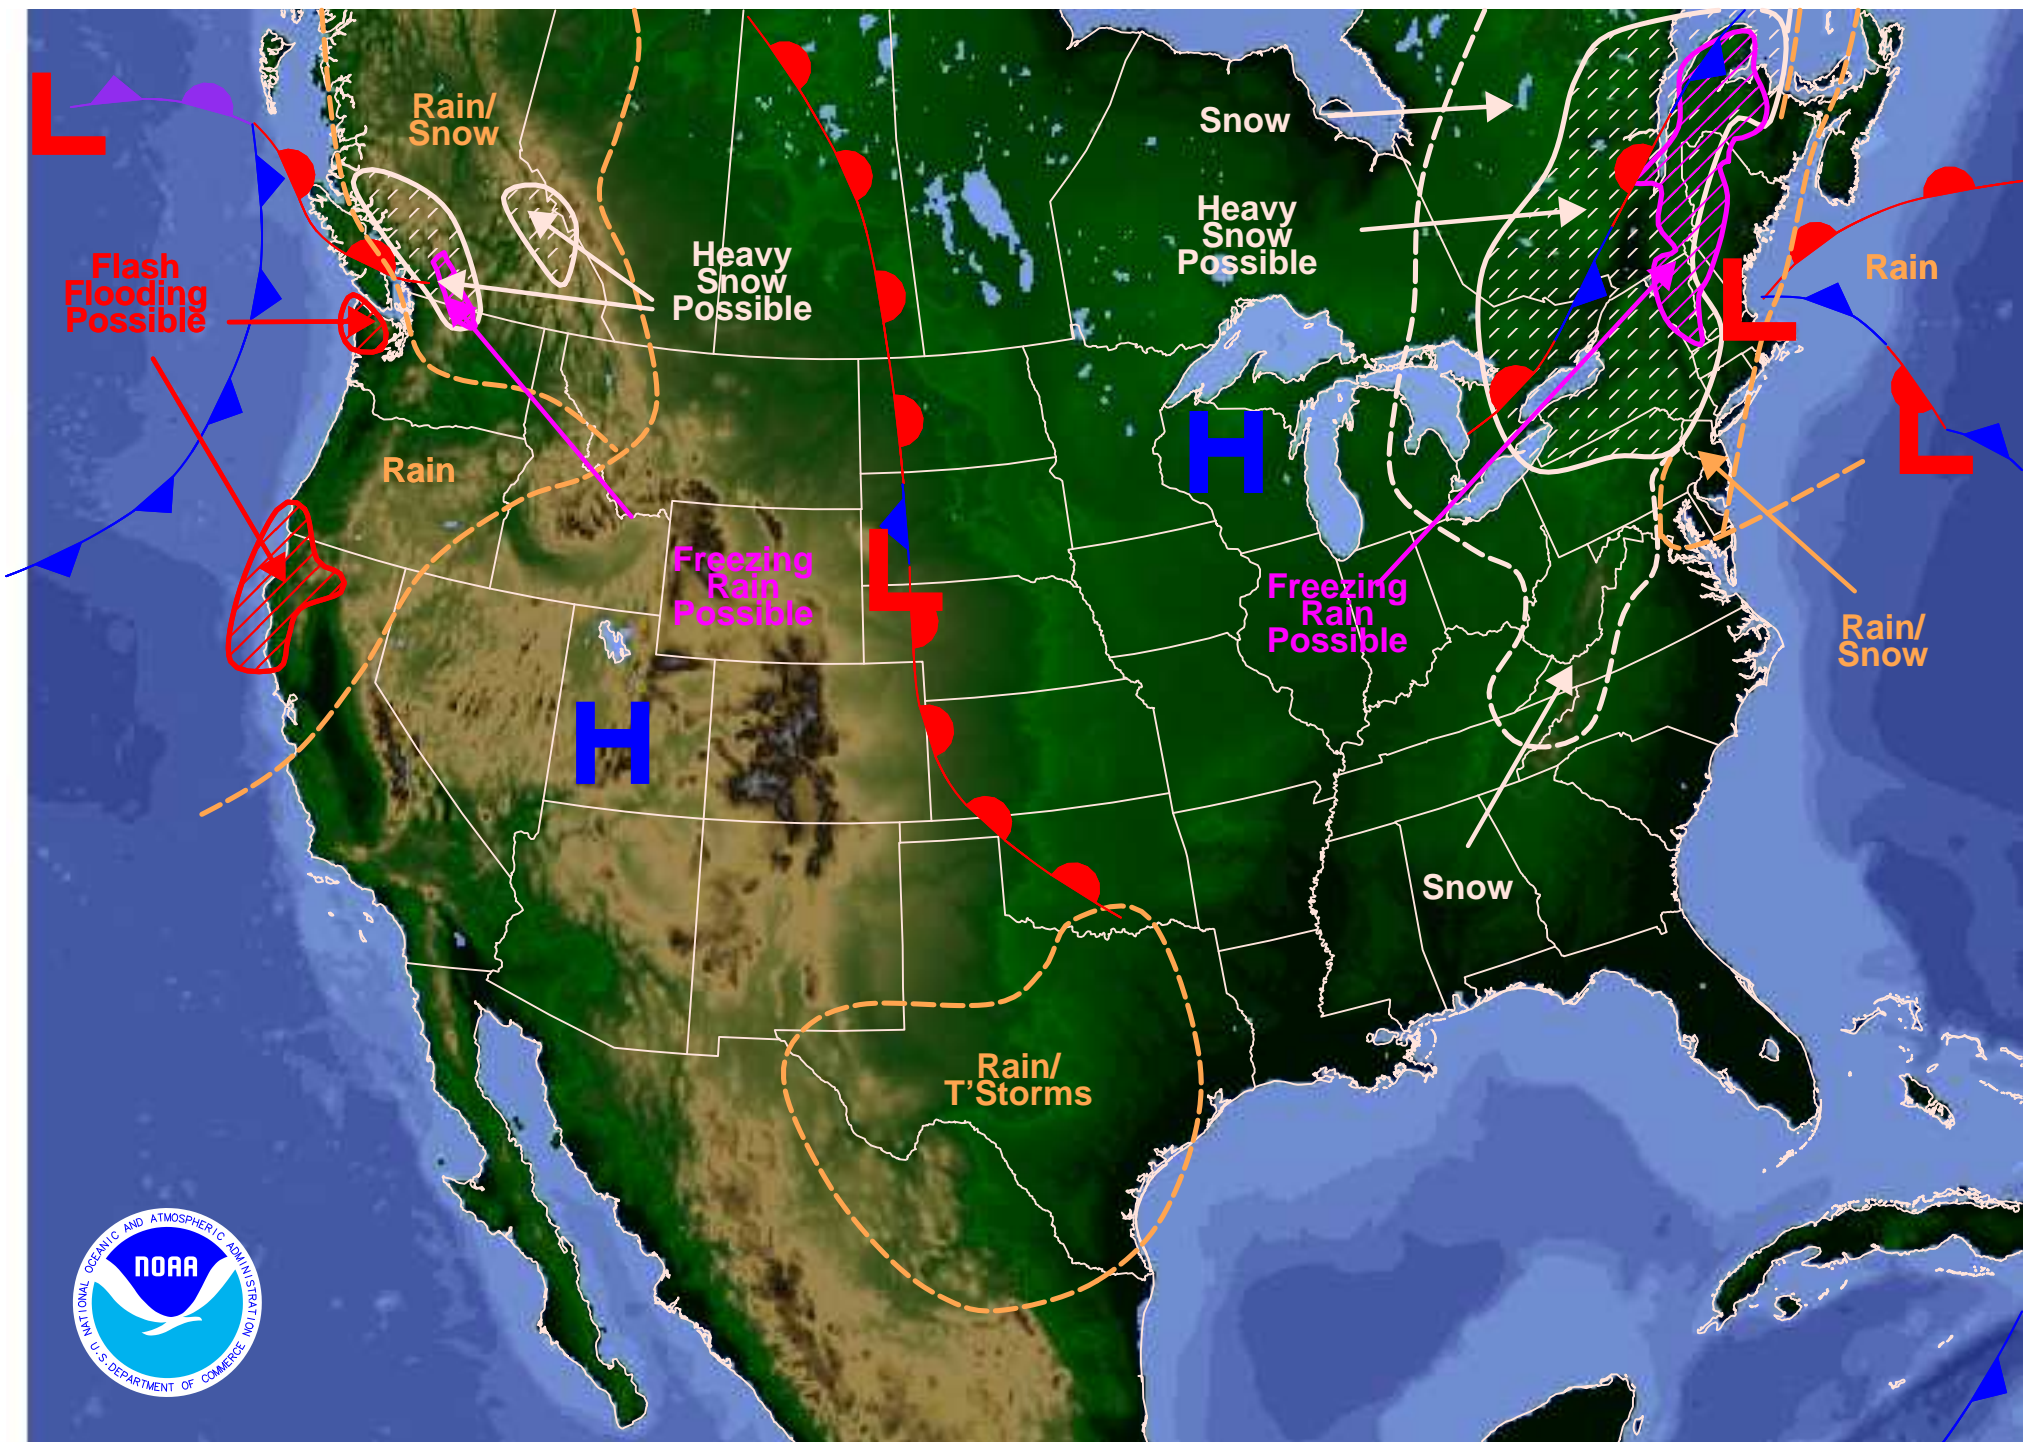 L
Rain/
Snow
Snow
Heavy
Snow
Possible
Flash
Flooding
Possible
Heavy
Snow
Possible
Rain
L
H
Rain
L
Freezing
Rain
Possible
L
Freezing
Rain
Possible
Rain/
Snow
H
Snow
Rain/
T'Storms
NATIONAL OCEANIC AND ATMOSPHERIC ADMINISTRATION
NOAA
U.S. DEPARTMENT OF COMMERCE